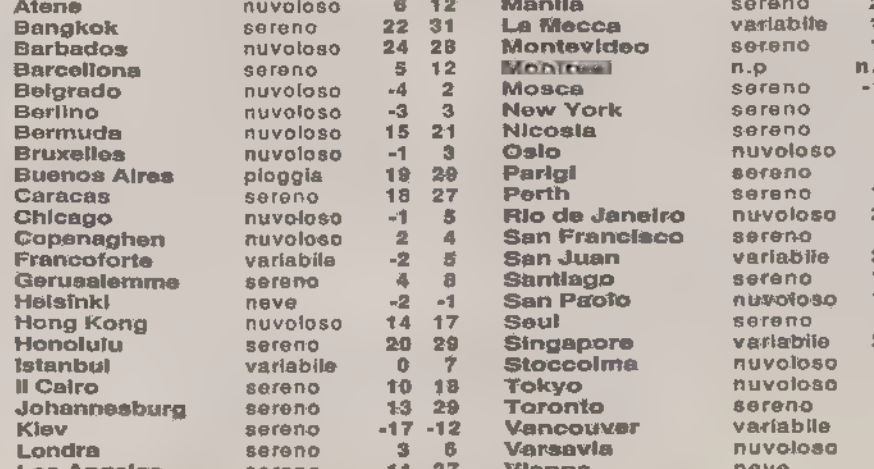 Atene nuvoloso 6 12 Manila sereno
Bangkok sereno 22 31 La Mecca variabile
Barbados nuvoloso 24 28 Montevideo sereno
Barcellona sereno 5 12 n.p n.
Belgrado nuvoloso -4 2 Mosca sereno
Berlino nuvoloso -3 3 New York sereno
Bermuda nuvoloso 15 21 Nicosia sereno
Bruxelles nuvoloso -1 3 Oslo nuvoloso
Buenos Aires pioggia 19 29 Parigi sereno
Caracas sereno 18 27 Perth sereno
Chicago nuvoloso -1 5 Rio de Janeiro nuvoloso
Copenaghen nuvoloso 2 4 San Francisco sereno
Francoforte variabile -2 5 San Juan variabile
Gerusalemme sereno 4 8 Santiago sereno
Helsinki neve -2 -1 San Paolo nuvoloso
Hong Kong nuvoloso 14 17 Seul sereno
Honolulu sereno 20 29 Singapore variabile
Istanbul variabile 0 7 Stoccolma nuvoloso
Il Cairo sereno 10 18 Tokyo nuvoloso
Johannesburg sereno 13 29 Toronto sereno
Kiev sereno -17 -12 Vancouver variabile
Londra sereno 3 6 Varsavia nuvoloso